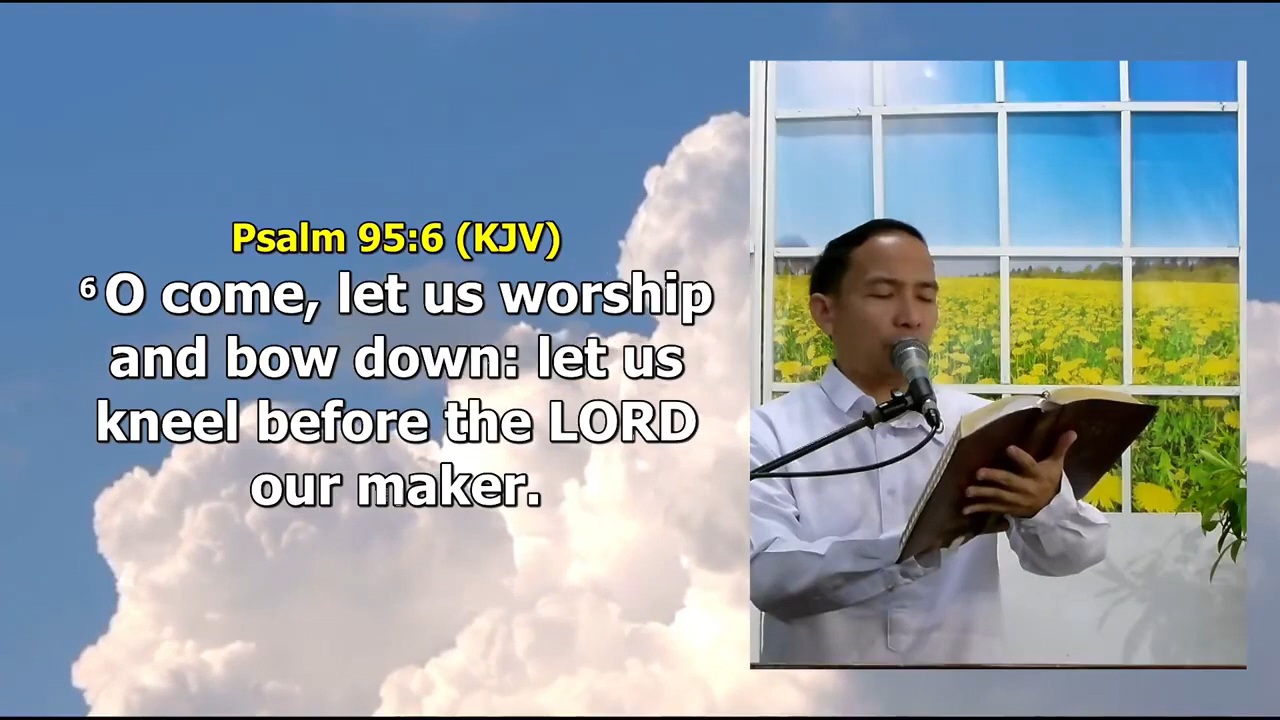 Psalm 95:6 (KJV)
6 O come, let us worship
and bow down: let us
kneel before the LORD
our maker.